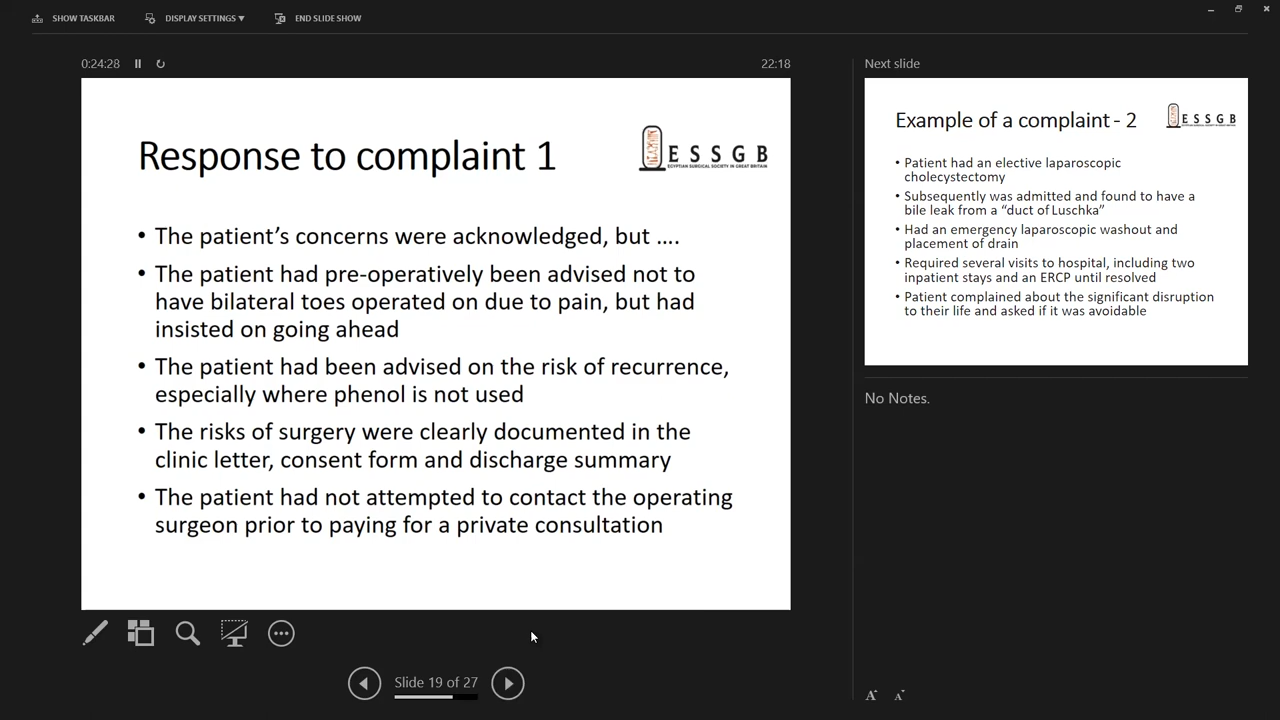 SHOW TASKBAR
DISPLAY SETTINGS ▼
END SLIDE SHOW
0:24:28
22:18
Response to complaint 1
ESSGB
EGYPTIAN SURGICAL SOCIETY IN GREAT BRITAIN
• The patient’s concerns were acknowledged, but ….
• The patient had pre-operatively been advised not to
have bilateral toes operated on due to pain, but had
insisted on going ahead
• The patient had been advised on the risk of recurrence,
especially where phenol is not used
• The risks of surgery were clearly documented in the
clinic letter, consent form and discharge summary
• The patient had not attempted to contact the operating
surgeon prior to paying for a private consultation
Slide 19 of 27
Next slide
Example of a complaint - 2
ESSGB
EGYPTIAN SURGICAL SOCIETY IN GREAT BRITAIN
• Patient had an elective laparoscopic
cholecystectomy
• Subsequently was admitted and found to have a
bile leak from a “duct of Luschka”
• Had an emergency laparoscopic washout and
placement of drain
• Required several visits to hospital, including two
inpatient stays and an ERCP until resolved
• Patient complained about the significant disruption
to their life and asked if it was avoidable
No Notes.
A A